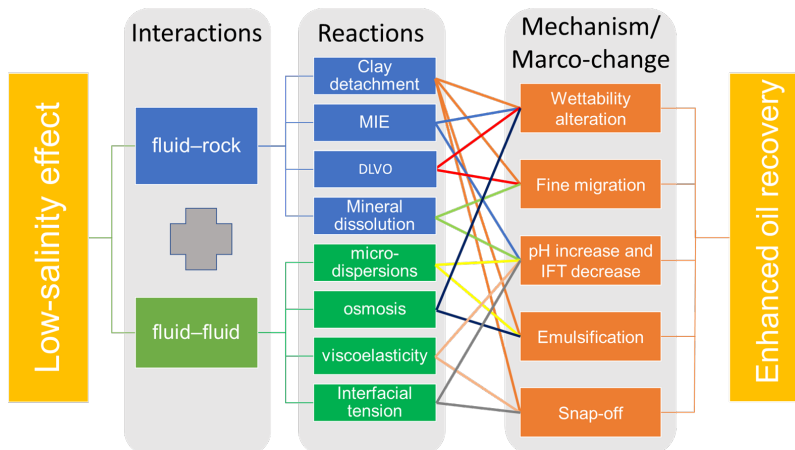 Low-salinity effect
Interactions
fluid–rock
fluid–fluid
Reactions
Clay
detachment
MIE
DLVO
Mineral
dissolution
micro-
dispersions
osmosis
viscoelasticity
Interfacial
tension
Mechanism/
Marco-change
Wettability
alteration
Fine migration
pH increase and
IFT decrease
Emulsification
Snap-off
Enhanced oil recovery